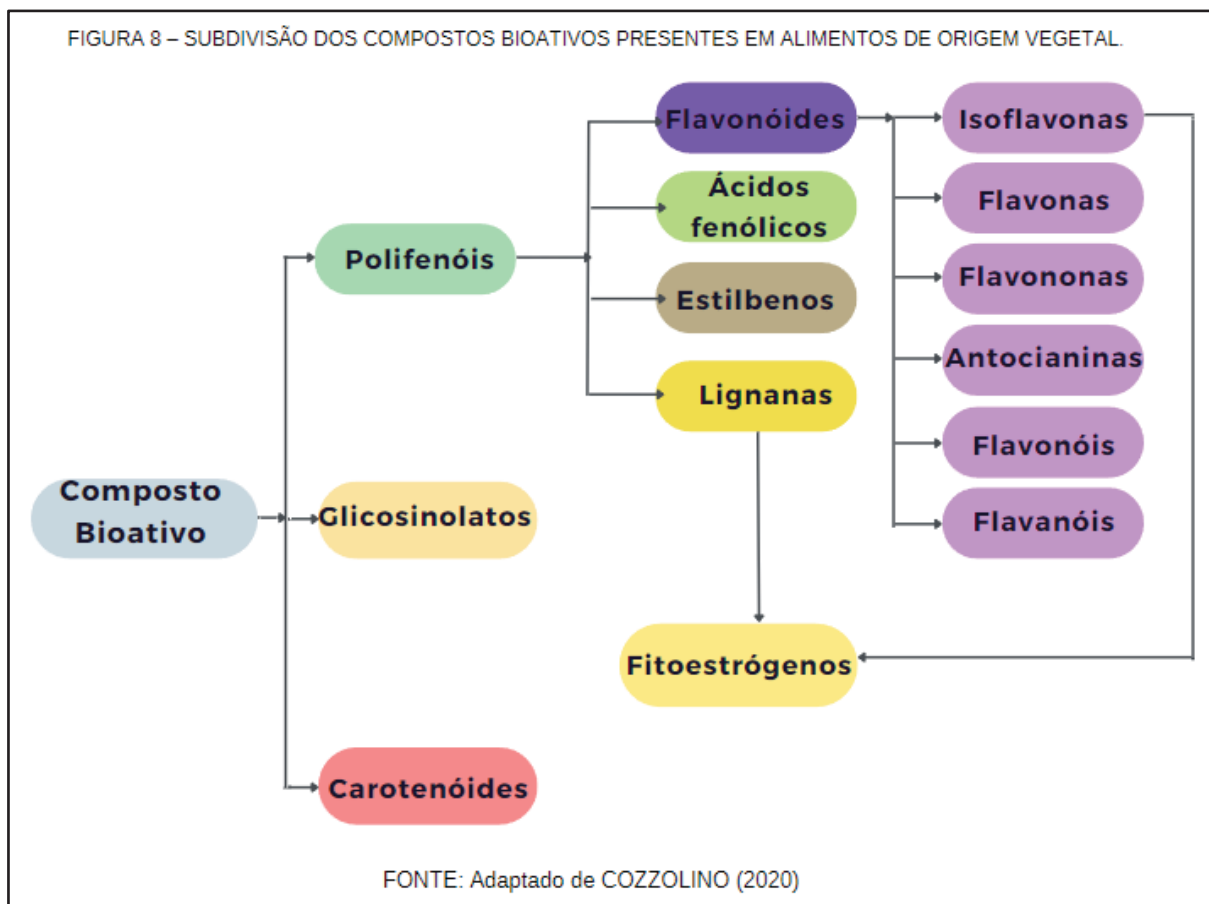 FIGURA 8 – SUBDIVISÃO DOS COMPOSTOS BIOATIVOS PRESENTES EM ALIMENTOS DE ORIGEM VEGETAL.
Flavonóides
Isoflavonas
Ácidos
fenólicos
Flavonas
Polifenóis
Estilbenos
Flavononas
Lignanas
Antocianinas
Flavonóis
Composto
Bioativo
Glicosinolatos
Flavanóis
Fitoestrógenos
Carotenóides
FONTE: Adaptado de COZZOLINO (2020)